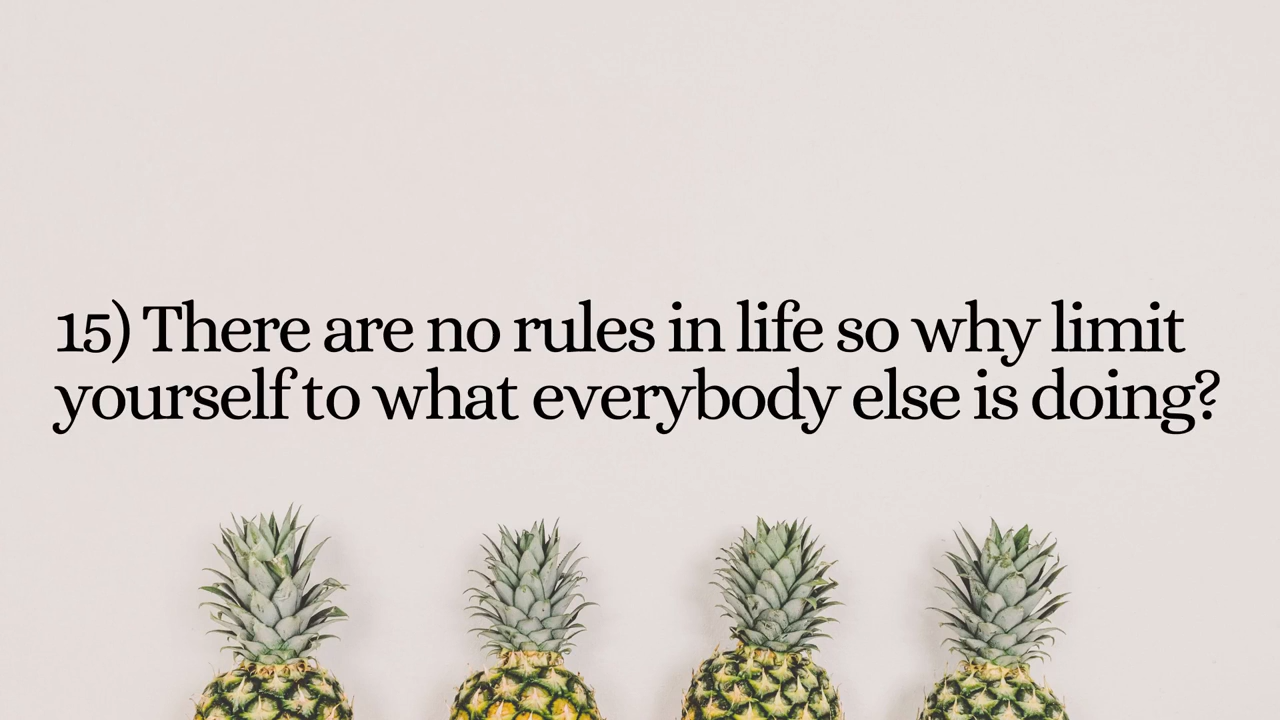 15) There are no rules in life so why limit
yourself to what everybody else is doing?